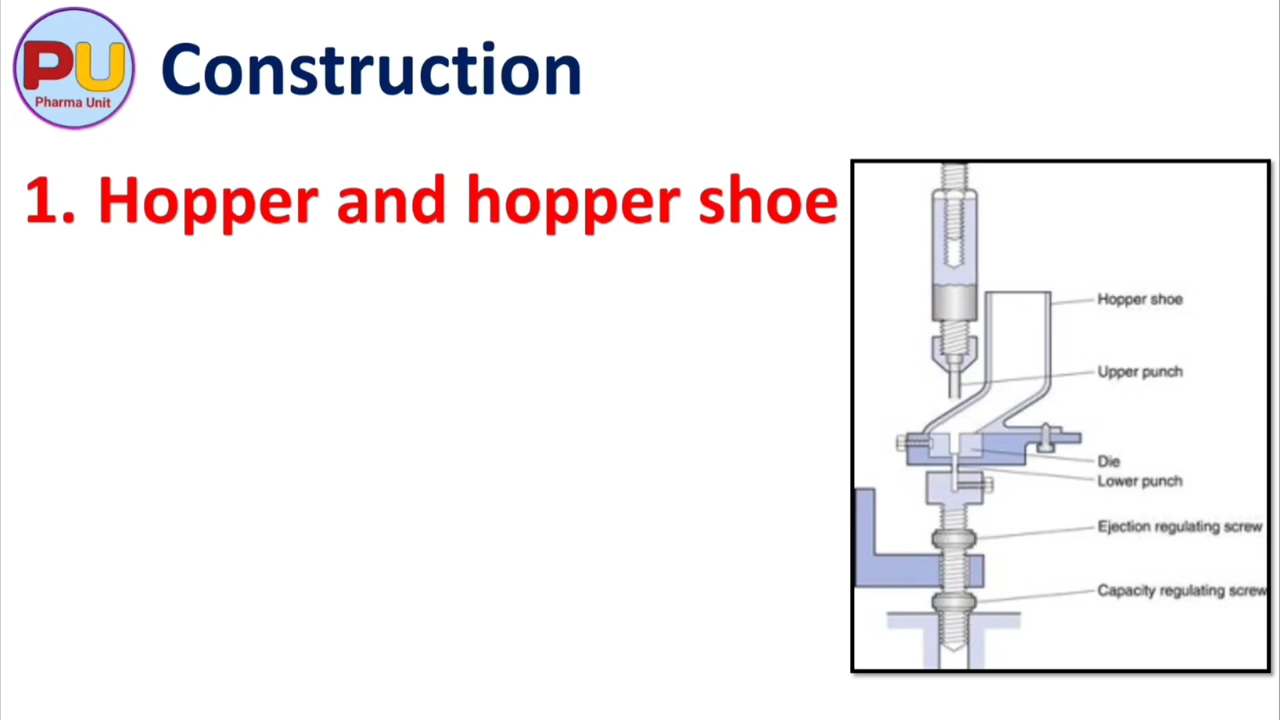 PU
Pharma Unit
Construction
1. Hopper and hopper shoe
Hopper shoe
Upper punch
Die
Lower punch
Ejection regulating screw
Capacity regulating screw